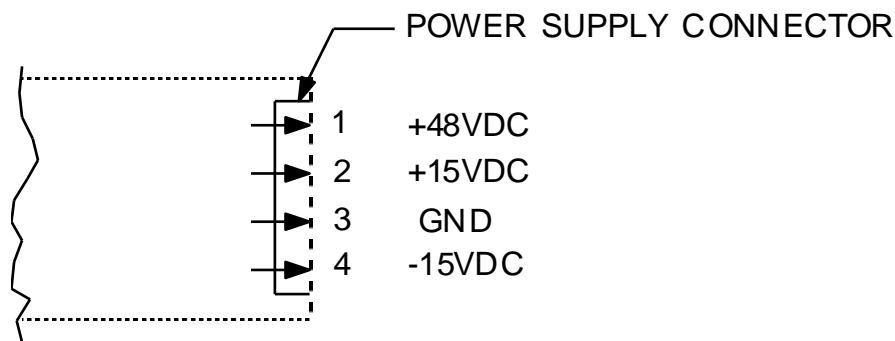 POWER SUPPLY CONNECTOR
1 +48VDC
2 +15VDC
3 GND
4 -15VDC